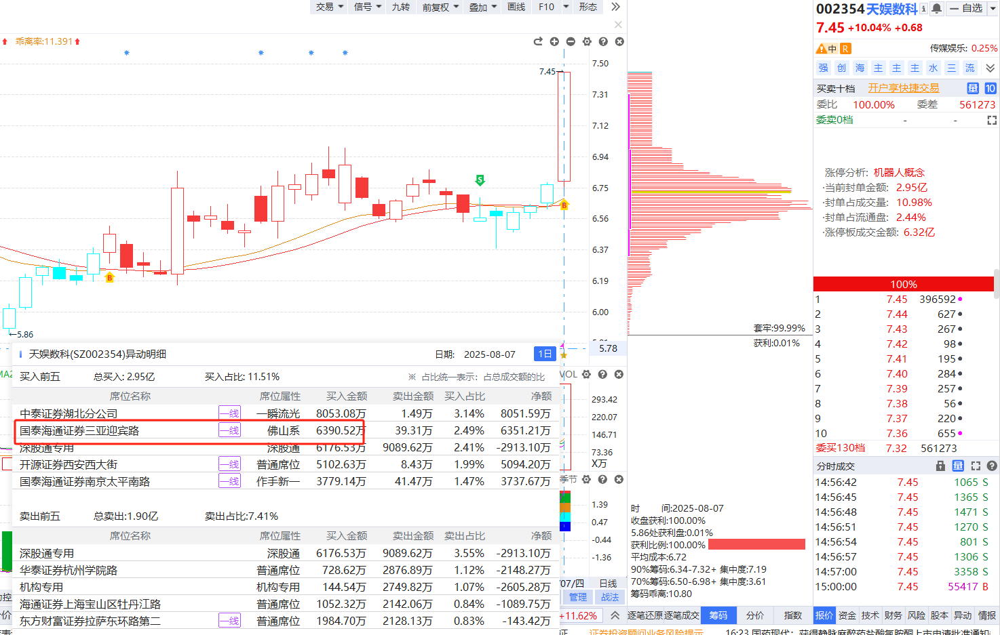 交易 信号 九转 前复权 叠加 画线 F10 形态
乖离率:11.391
7.45
7.50
7.31
7.12
6.94
6.75
6.56
6.37
6.19
6.00
5.78
S
B
B
←5.86
天娱数科(SZ002354)异动明细 日期: 2025-08-07 1日
买入前五 总买入: 2.95亿 买入占比: 11.51% ※ 占比统一表示: 占总成交额的比
席位名称 席位属性 买入金额 卖出金额 买入占比 净额
中泰证券湖北分公司 一线 一瞬流光 8053.08万 1.49万 3.14% 8051.59万
国泰海通证券三亚迎宾路 一线 佛山系 6390.52万 39.31万 2.49% 6351.21万
深股通专用 深股通 6176.53万 9089.62万 2.41% -2913.10万
开源证券西安西大街 一线 普通席位 5102.63万 8.43万 1.99% 5094.20万
国泰海通证券南京太平南路 一线 作手新一 3779.14万 41.47万 1.47% 3737.67万
卖出前五 总卖出:1.90亿 卖出占比:7.41%
席位名称 席位属性 买入金额 卖出金额 卖出占比 净额
深股通专用 深股通 6176.53万 9089.62万 3.55% -2913.10万
华泰证券杭州学院路 普通席位 728.62万 2876.89万 1.12% -2148.27万
机构专用 机构专用 144.54万 2749.82万 1.07% -2605.28万
海通证券上海宝山区牡丹江路 普通席位 1052.32万 2142.06万 0.84% -1089.75万
东方财富证券拉萨东环路第二 一线 普通席位 1984.70万 2128.13万 0.83% -143.42万
VOL
293.42
220.07
146.71
73.36
X万
季节
1.39
0.47
-0.44
-1.36
07/四 日线
管理 战法
+11.62%
套牢:99.99%
获利:0.01%
时 间:2025-08-07
收盘获利:100.00%
5.86处获利盘:0.01%
获利比例:100.00%
平均成本:6.72
90%筹码:6.34-7.32+ 集中度:7.19
70%筹码:6.50-6.98+ 集中度:3.61
筹码乖离:10.80
逐笔还原 逐笔成交 筹码 分价 指数
002354 天娱数科 自选
7.45 +10.04% +0.68
中 R 传媒娱乐: 0.25%
强 创 海 主 主 主 水 三 流
买卖十档 开户享快捷交易 量 10
委比 100.00% 委差 561273
委卖0档 - -
涨停分析: 机器人概念
·当前封单金额: 2.95亿
·封单占成交量: 10.98%
·封单占流通盘: 2.44%
·涨停板成交金额: 6.32亿
100%
1 7.45 396592
2 7.44 627
3 7.43 267
4 7.42 98
5 7.41 195
6 7.40 284
7 7.39 257
8 7.38 56
9 7.37 220
10 7.36 655
委买130档 7.32 561273
分时成交 量
14:56:42 7.45 1065 S
14:56:45 7.45 1365 S
14:56:48 7.45 1471 S
14:56:51 7.45 1270 S
14:56:54 7.45 801 S
14:56:57 7.45 1306 S
14:57:00 7.45 3358 S
15:00:00 7.45 55417 B
报价 资金 技术 财务 风险 股本 异动 情报
证券投资顾问业务风险提示 16:23 国药现代: 获得静脉麻醉药盐酸氯胺酮上市申请批准通知